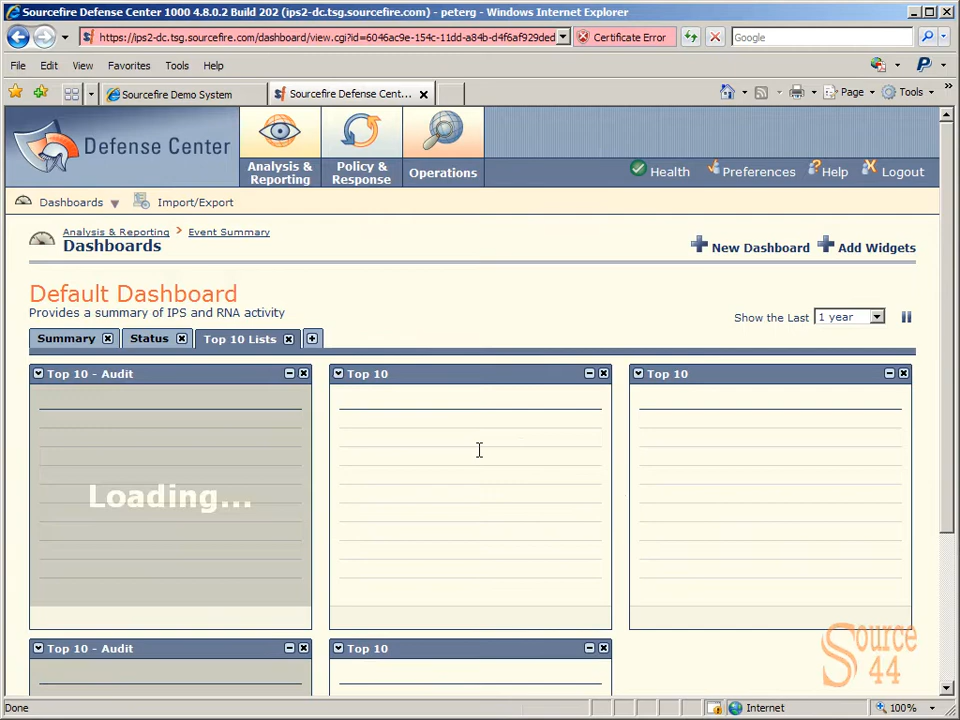 Sourcefire Defense Center 1000 4.8.0.2 Build 202 (ips2-dc.tsg.sourcefire.com) - peterg - Windows Internet Explorer
https://ips2-dc.tsg.sourcefire.com/dashboard/view.cgi?id=6046ac9e-154c-11dd-a84b-d4f6af929ded
Certificate Error
Google
File Edit View Favorites Tools Help
Sourcefire Demo System
Sourcefire Defense Cent...
Page
Tools
Defense Center
Analysis & Reporting
Policy & Response
Operations
Health
Preferences
Help
Logout
Dashboards
Import/Export
Analysis & Reporting > Event Summary
Dashboards
New Dashboard
Add Widgets
Default Dashboard
Provides a summary of IPS and RNA activity
Show the Last 1 year
Summary
Status
Top 10 Lists
Top 10 - Audit
Top 10
Top 10
Loading...
Top 10 - Audit
Top 10
Source
44
Done
Internet
100%